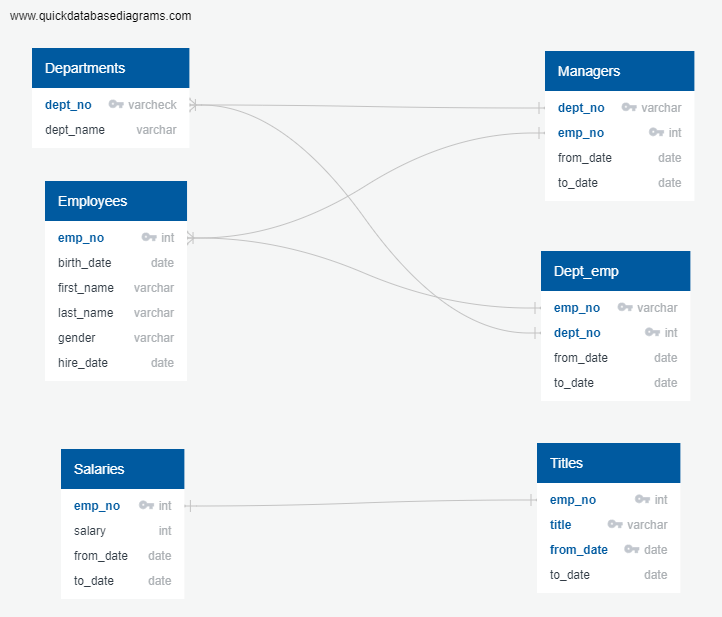 www.quickdatabasediagrams.com
Departments
dept_no varcheck
dept_name varchar
Managers
dept_no varchar
emp_no int
from_date date
to_date date
Employees
emp_no int
birth_date date
first_name varchar
last_name varchar
gender varchar
hire_date date
Dept_emp
emp_no varchar
dept_no int
from_date date
to_date date
Salaries
emp_no int
salary int
from_date date
to_date date
Titles
emp_no int
title varchar
from_date date
to_date date